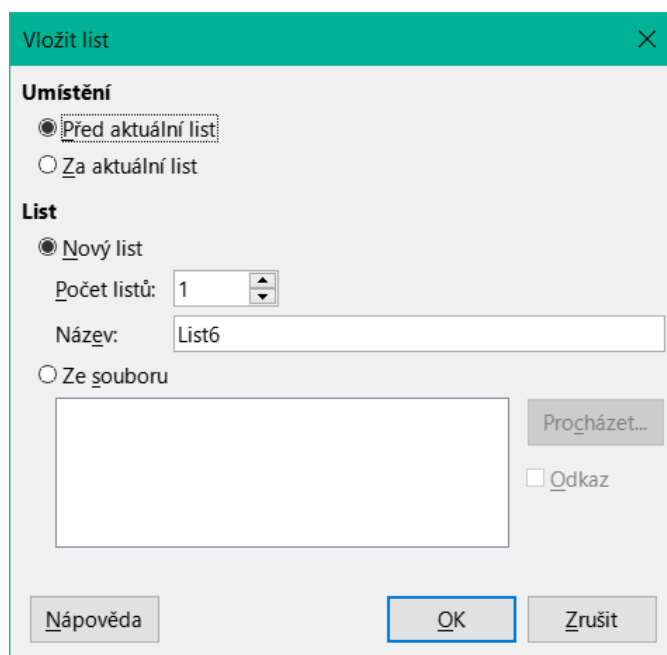 Vložit list
Umístění
Před aktuální list
Za aktuální list
List
Nový list
Počet listů: 1
Název: List6
Ze souboru
Procházet...
Odkaz
Nápověda OK Zrušit